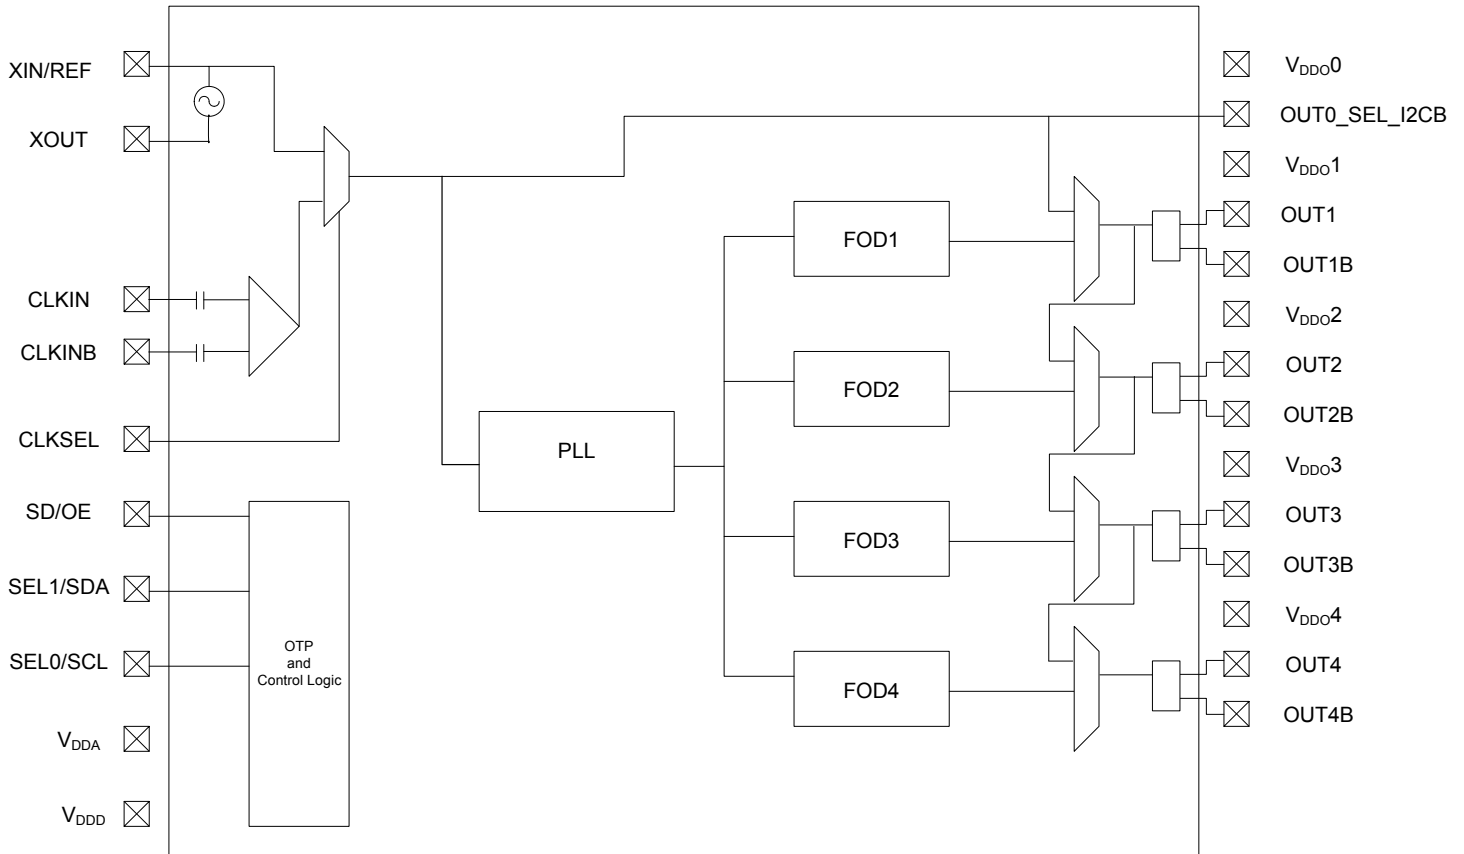 XIN/REF
XOUT
CLKIN
CLKINB
CLKSEL
SD/OE
SEL1/SDA
SEL0/SCL
VDDA
VDDD
OTP
and
Control Logic
PLL
FOD1
FOD2
FOD3
FOD4
VDDO0
OUT0_SEL_I2CB
VDDO1
OUT1
OUT1B
VDDO2
OUT2
OUT2B
VDDO3
OUT3
OUT3B
VDDO4
OUT4
OUT4B